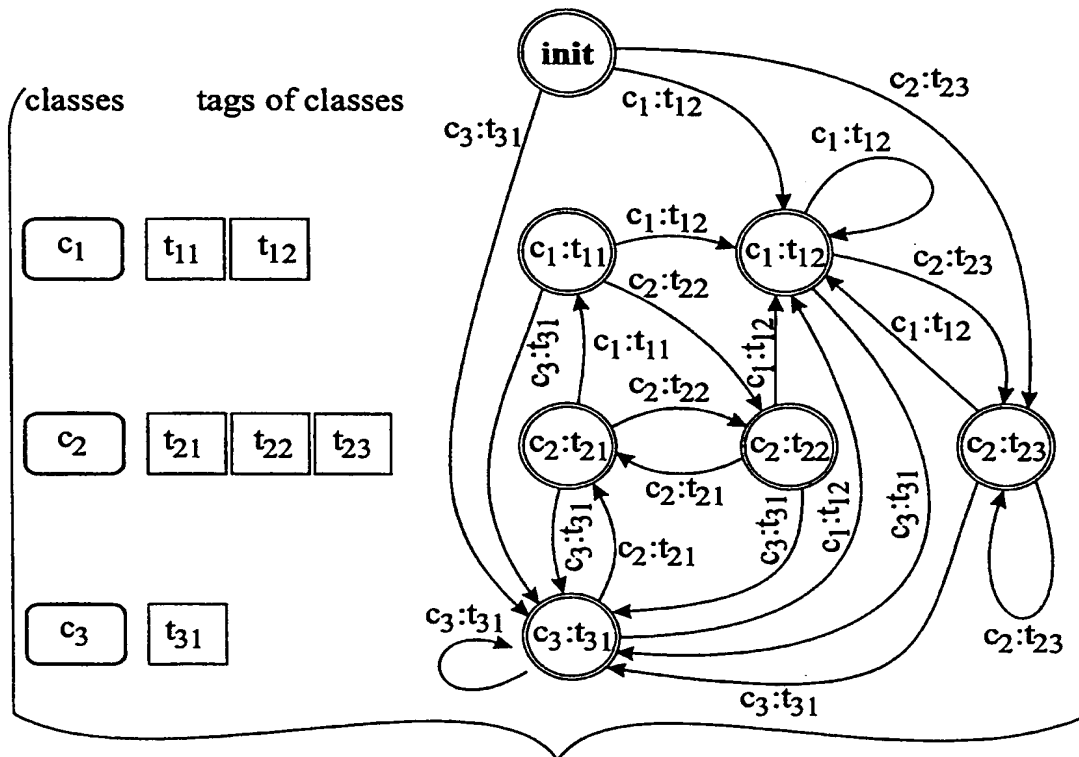 init
classes tags of classes
c₂:t₂₃
c₁:t₁₂
c₃:t₃₁
c₁:t₁₂
c₁ t₁₁ t₁₂
c₁:t₁₂
c₁:t₁₁
c₁:t₁₂
c₂:t₂₃
c₂:t₂₂
c₁:t₁₂
c₃:t₃₁
c₁:t₁₁
c₁:t₁₂
c₂:t₂₂
c₂ t₂₁ t₂₂ t₂₃
c₂:t₂₁
c₂:t₂₂
c₂:t₂₃
c₂:t₂₁
c₃:t₃₁
c₂:t₂₁
c₃:t₃₁
c₁:t₁₂
c₃:t₃₁
c₃ t₃₁
c₃:t₃₁
c₃:t₃₁
c₂:t₂₃
c₃:t₃₁